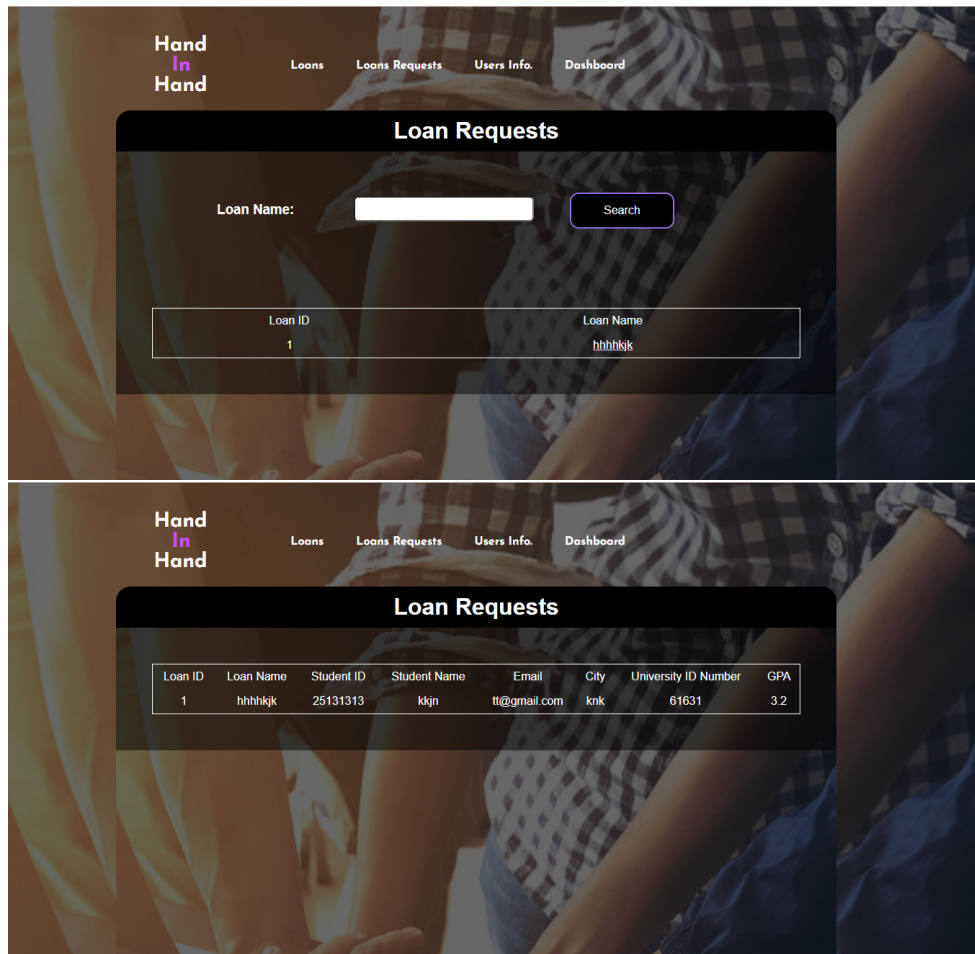 Hand
In
Hand
Loans Loans Requests Users Info. Dashboard
Loan Requests
Loan Name: Search
Loan ID Loan Name
1 hhhhkjk
Hand
In
Hand
Loans Loans Requests Users Info. Dashboard
Loan Requests
Loan ID Loan Name Student ID Student Name Email City University ID Number GPA
1 hhhhkjk 25131313 kkjn tt@gmail.com knk 61631 3.2